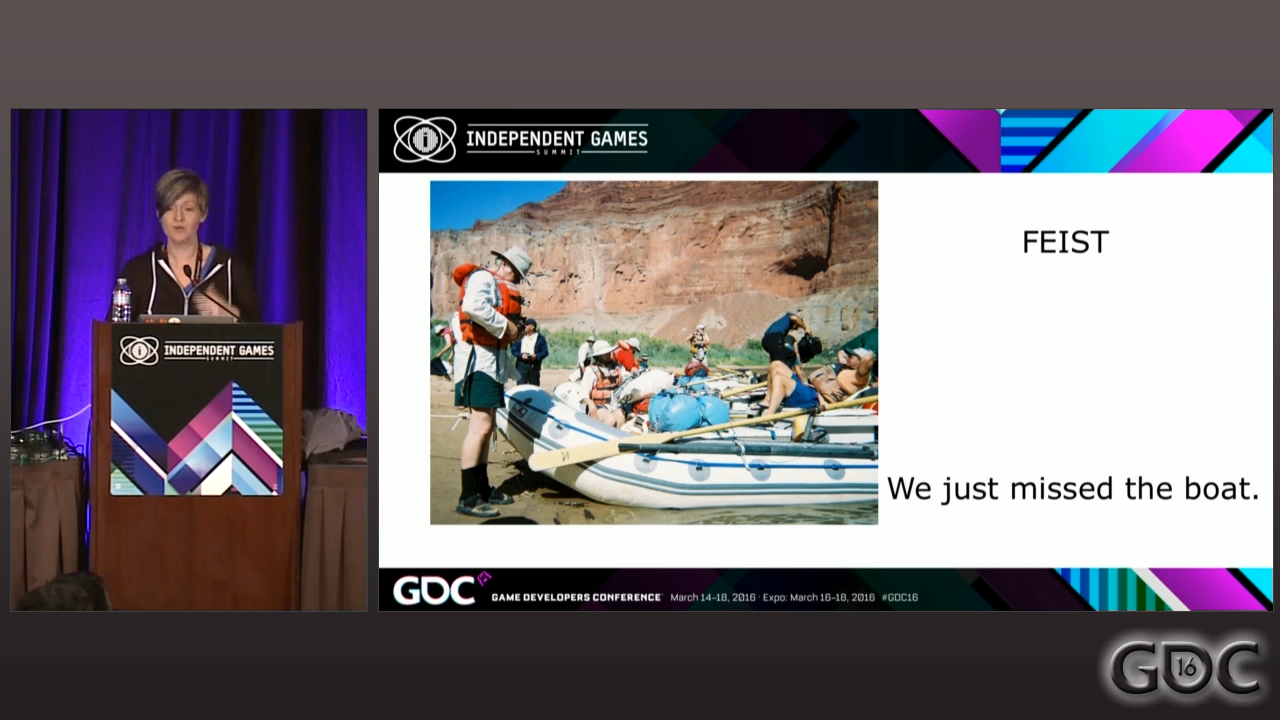 INDEPENDENT GAMES
SUMMIT
INDEPENDENT GAMES
SUMMIT
FEIST
We just missed the boat.
GDC
GAME DEVELOPERS CONFERENCE March 14-18, 2016 · Expo: March 16-18, 2016 #GDC16
GDC
16